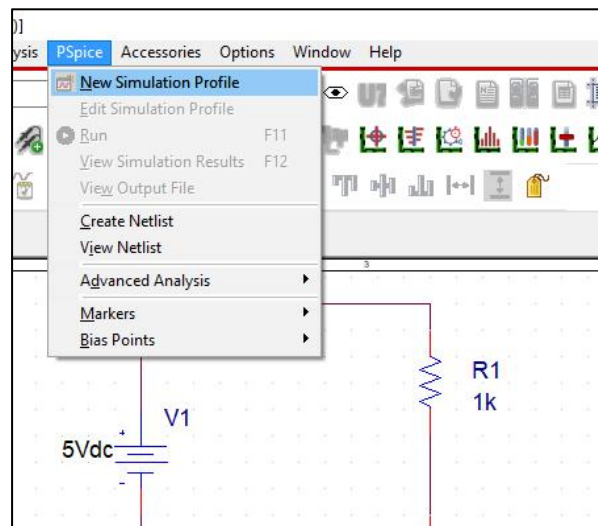 )]
ysis PSpice Accessories Options Window Help
New Simulation Profile
Edit Simulation Profile
Run F11
View Simulation Results F12
View Output File
Create Netlist
View Netlist
Advanced Analysis
Markers
Bias Points
U?
3
R1
1k
V1
5Vdc
+
-